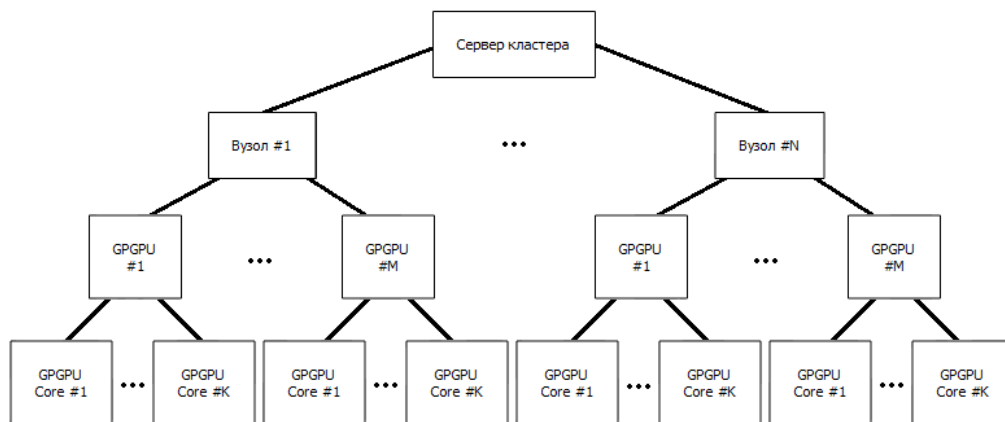 Сервер кластера
Вузол #1
...
Вузол #N
GPGPU
#1
...
GPGPU
#M
GPGPU
#1
...
GPGPU
#M
GPGPU
Core #1
...
GPGPU
Core #K
GPGPU
Core #1
...
GPGPU
Core #K
GPGPU
Core #1
...
GPGPU
Core #K
GPGPU
Core #1
...
GPGPU
Core #K